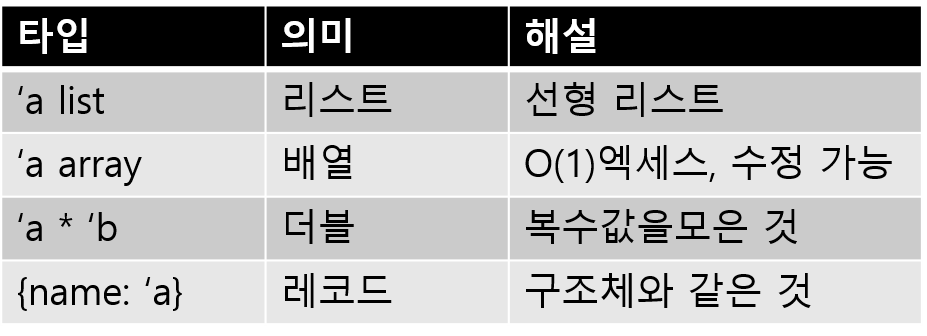 타입 의미 해설
‘a list 리스트 선형 리스트
‘a array 배열 O(1)엑세스, 수정 가능
‘a * ‘b 더블 복수값을모은 것
{name: ‘a} 레코드 구조체와 같은 것